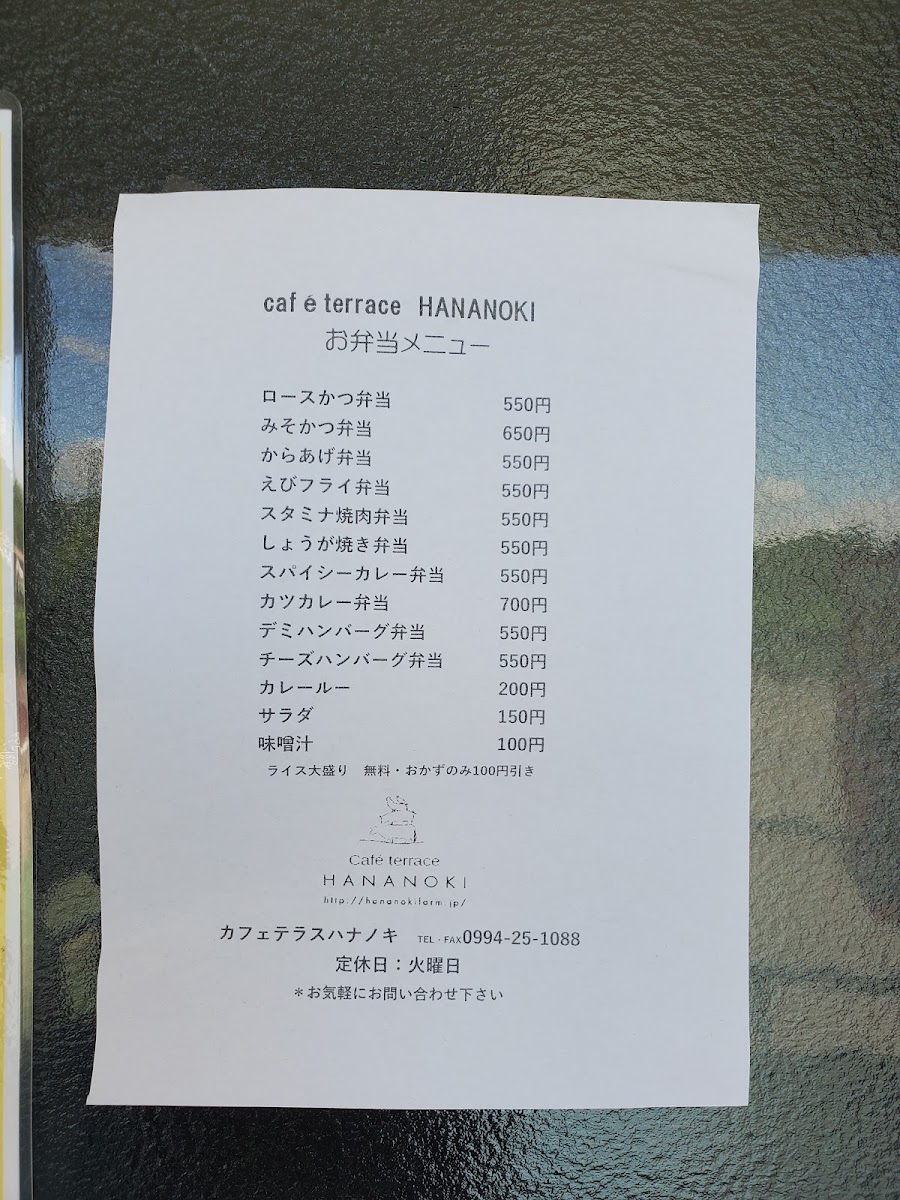 café terrace HANANOKI
お弁当メニュー
ロースかつ弁当 550円
みそかつ弁当 650円
からあげ弁当 550円
えびフライ弁当 550円
スタミナ焼肉弁当 550円
しょうが焼き弁当 550円
スパイシーカレー弁当 550円
カツカレー弁当 700円
デミハンバーグ弁当 550円
チーズハンバーグ弁当 550円
カレールー 200円
サラダ 150円
味噌汁 100円
ライス大盛り 無料・おかずのみ100円引き
Café terrace
HANANOKI
http://hananokifarm.jp/
カフェテラスハナノキ TEL・FAX0994-25-1088
定休日：火曜日
＊お気軽にお問い合わせ下さい